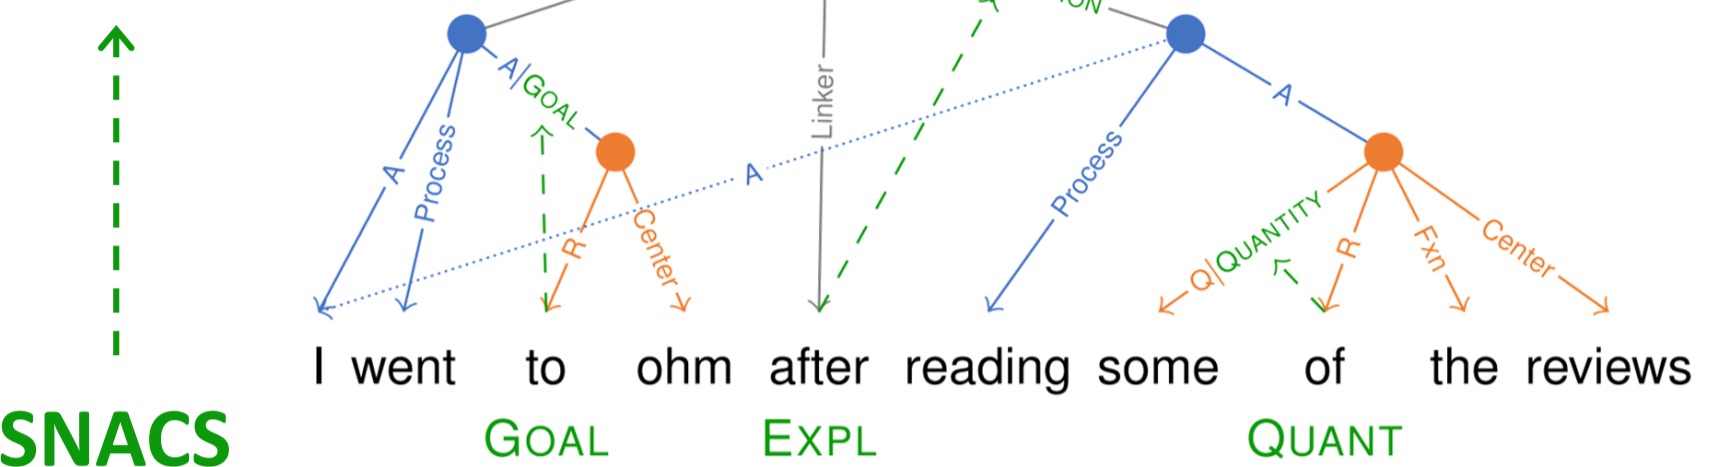 A|GOAL
Linker
A
A
Process
A
Process
R
Center
Q|QUANTITY
R
Fxn
Center
I went to ohm after reading some of the reviews
SNACS
GOAL EXPL QUANT